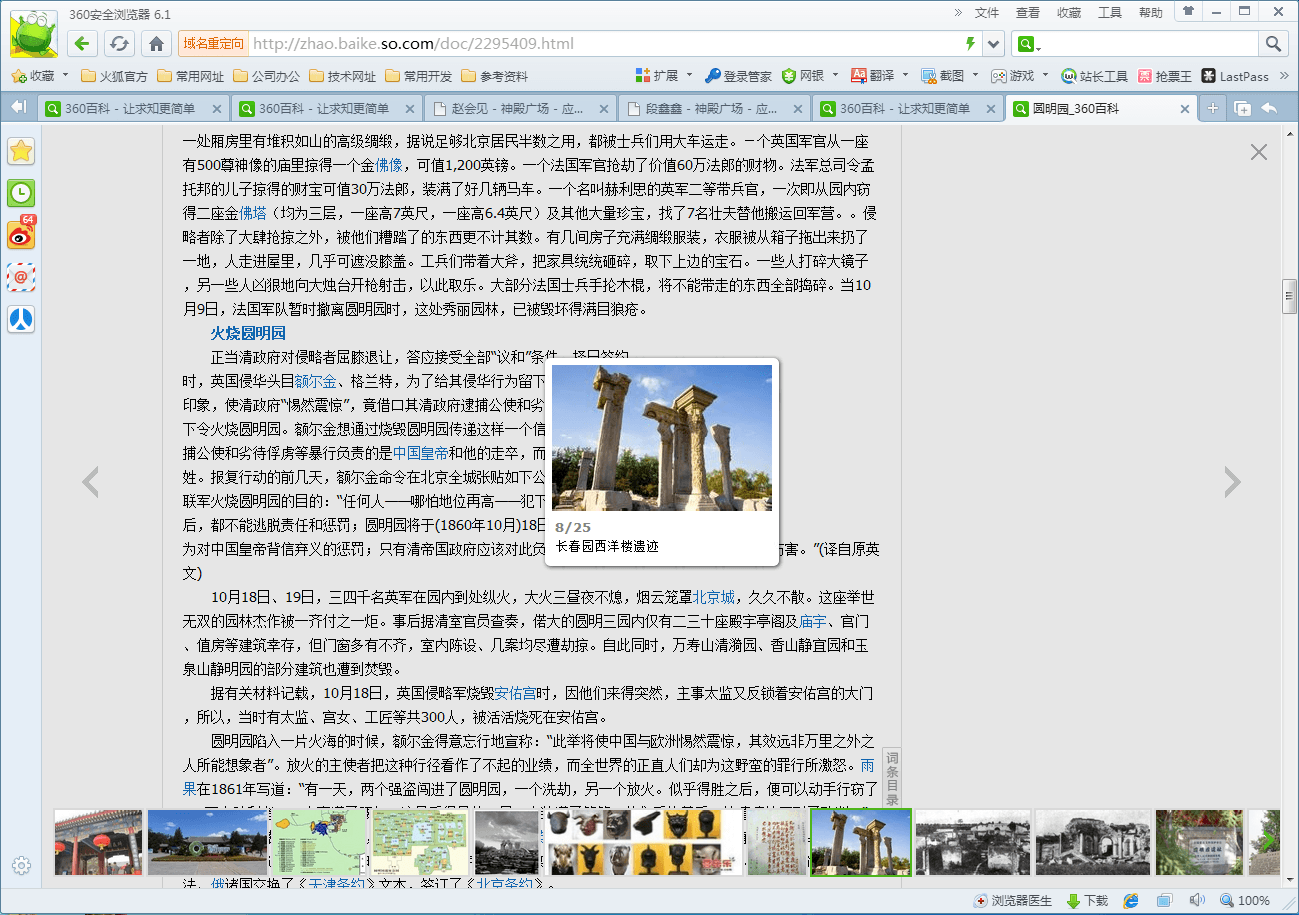 360安全浏览器 6.1
» 文件 查看 收藏 工具 帮助
域名重定向 http://zhao.baike.so.com/doc/2295409.html
收藏 火狐官方 常用网址 公司办公 技术网址 常用开发 参考资料 扩展 登录管家 网银 翻译 截图 游戏 站长工具 抢票王 LastPass »
360百科 - 让求知更简单 360百科 - 让求知更简单 赵会见 - 神殿广场 - 应... 段鑫鑫 - 神殿广场 - 应... 360百科 - 让求知更简单 圆明园_360百科
64
一处厢房里有堆积如山的高级绸缎，据说足够北京居民半数之用，都被士兵们用大车运走。一个英国军官从一座
有500尊神像的庙里掠得一个金佛像，可值1,200英镑。一个法国军官抢劫了价值60万法郎的财物。法军总司令孟
托邦的儿子掠得的财宝可值30万法郎，装满了好几辆马车。一个名叫赫利思的英军二等带兵官，一次即从园内窃
得二座金佛塔（均为三层，一座高7英尺，一座高6.4英尺）及其他大量珍宝，找了7名壮夫替他搬运回军营。。侵
略者除了大肆抢掠之外，被他们糟踏了的东西更不计其数。有几间房子充满绸缎服装，衣服被从箱子拖出来扔了
一地，人走进屋里，几乎可遮没膝盖。工兵们带着大斧，把家具统统砸碎，取下上边的宝石。一些人打碎大镜子
，另一些人凶狠地向大烛台开枪射击，以此取乐。大部分法国士兵手抡木棍，将不能带走的东西全部捣碎。当10
月9日，法国军队暂时撤离圆明园时，这处秀丽园林，已被毁坏得满目狼疮。
火烧圆明园
正当清政府对侵略者屈膝退让，答应接受全部“议和”条件，择日签约
时，英国侵华头目额尔金、格兰特，为了给其侵华行为留下
印象，使清政府“惕然震惊”，竟借口其清政府逮捕公使和劣
下令火烧圆明园。额尔金想通过烧毁圆明园传递这样一个信
捕公使和劣待俘虏等暴行负责的是中国皇帝和他的走卒，而
姓。报复行动的前几天，额尔金命令在北京全城张贴如下公
联军火烧圆明园的目的：“任何人——哪怕地位再高——犯下
后，都不能逃脱责任和惩罚；圆明园将于(1860年10月)18日
为对中国皇帝背信弃义的惩罚；只有清帝国政府应该对此负
害。”(译自原英
文)
8/25
长春园西洋楼遗迹
10月18日、19日，三四千名英军在园内到处纵火，大火三昼夜不熄，烟云笼罩北京城，久久不散。这座举世
无双的园林杰作被一齐付之一炬。事后据清室官员查奏，偌大的圆明三园内仅有二三十座殿宇亭阁及庙宇、官门
、值房等建筑幸存，但门窗多有不齐，室内陈设、几案均尽遭劫掠。自此同时，万寿山清漪园、香山静宜园和玉
泉山静明园的部分建筑也遭到焚毁。
据有关材料记载，10月18日，英国侵略军烧毁安佑宫时，因他们来得突然，主事太监又反锁着安佑宫的大门
，所以，当时有太监、宫女、工匠等共300人，被活活烧死在安佑宫。
圆明园陷入一片火海的时候，额尔金得意忘行地宣称：“此举将使中国与欧洲惕然震惊，其效远非万里之外之
人所能想象者”。放火的主使者把这种行径看作了不起的业绩，而全世界的正直人们却为这野蛮的罪行所激怒。雨
果在1861年写道：“有一天，两个强盗闯进了圆明园，一个洗劫，另一个放火。似乎得胜之后，便可以动手行窃了
词条目录
法、俄诸国交换了《天津条约》文本，签订了《北京条约》。
浏览器医生 下载 100%